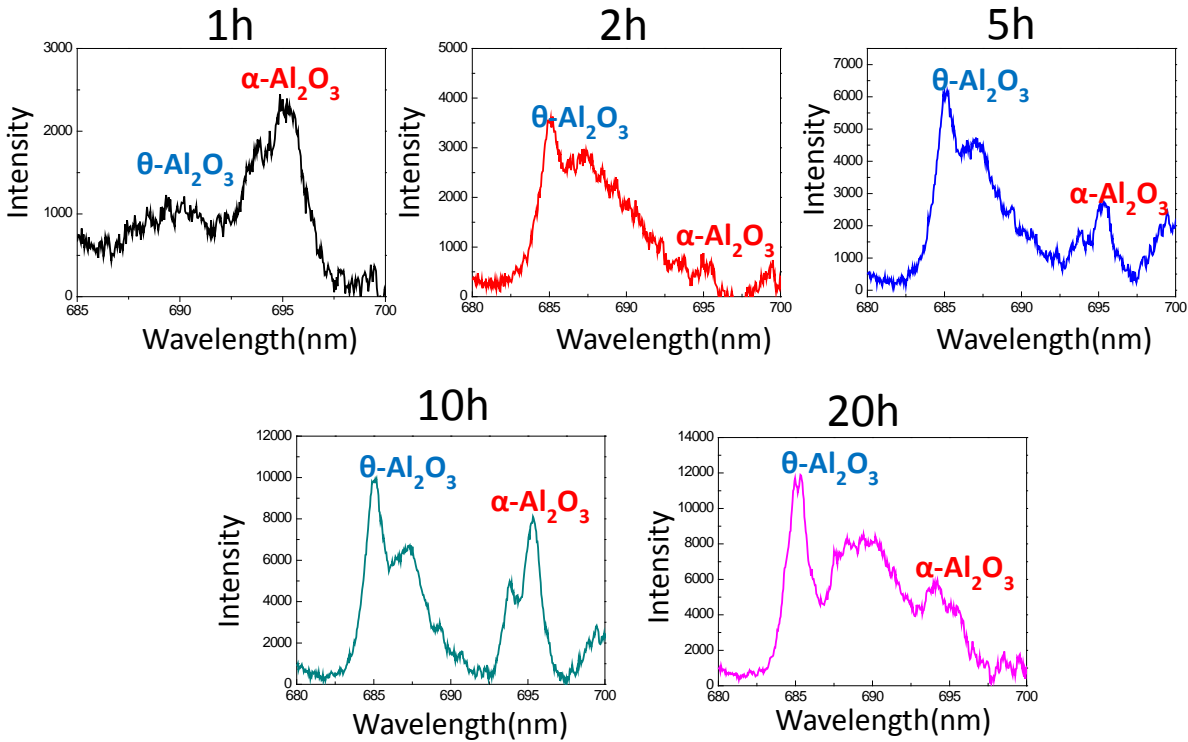 1h
3000
2000
1000
0
Intensity
θ-Al₂O₃
α-Al₂O₃
685
690
695
700
Wavelength(nm)
2h
5000
4000
3000
2000
1000
0
Intensity
θ-Al₂O₃
α-Al₂O₃
680
685
690
695
700
Wavelength(nm)
5h
7000
6000
5000
4000
3000
2000
1000
0
Intensity
θ-Al₂O₃
α-Al₂O₃
680
685
690
695
700
Wavelength(nm)
10h
12000
10000
8000
6000
4000
2000
0
Intensity
θ-Al₂O₃
α-Al₂O₃
680
685
690
695
700
Wavelength(nm)
20h
14000
12000
10000
8000
6000
4000
2000
0
Intensity
θ-Al₂O₃
α-Al₂O₃
680
685
690
695
700
Wavelength(nm)